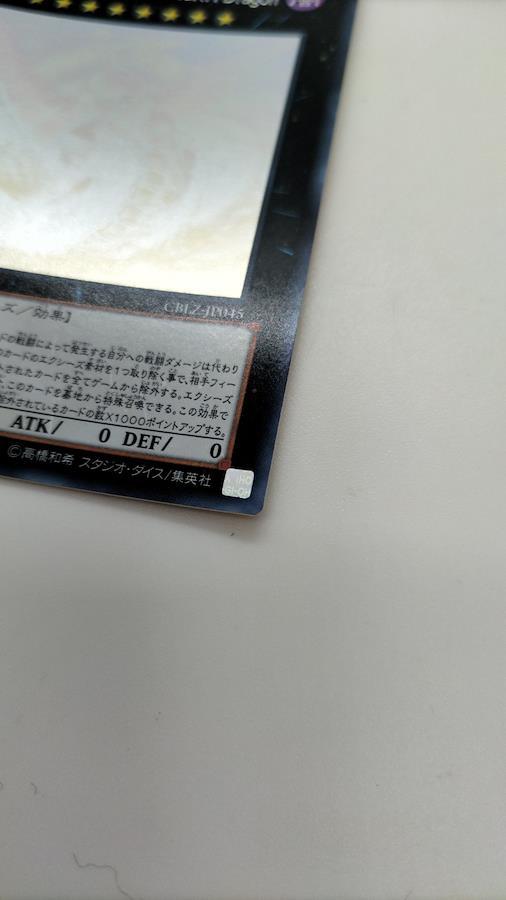 Dragon
CBLZ-JP045
ズ/効果】
ドの戦闘によって発生する自分への戦闘ダメージは代わり
カードのエクシーズ素材を1つ取り除く事で、相手フィー
外されたカードを全てゲームから除外する。エクシーズ
、このカードを墓地から特殊召喚できる。この効果で
除外されているカードの数×1000ポイントアップする。
ATK/ 0 DEF/ 0
©高橋和希 スタジオ・ダイス/集英社